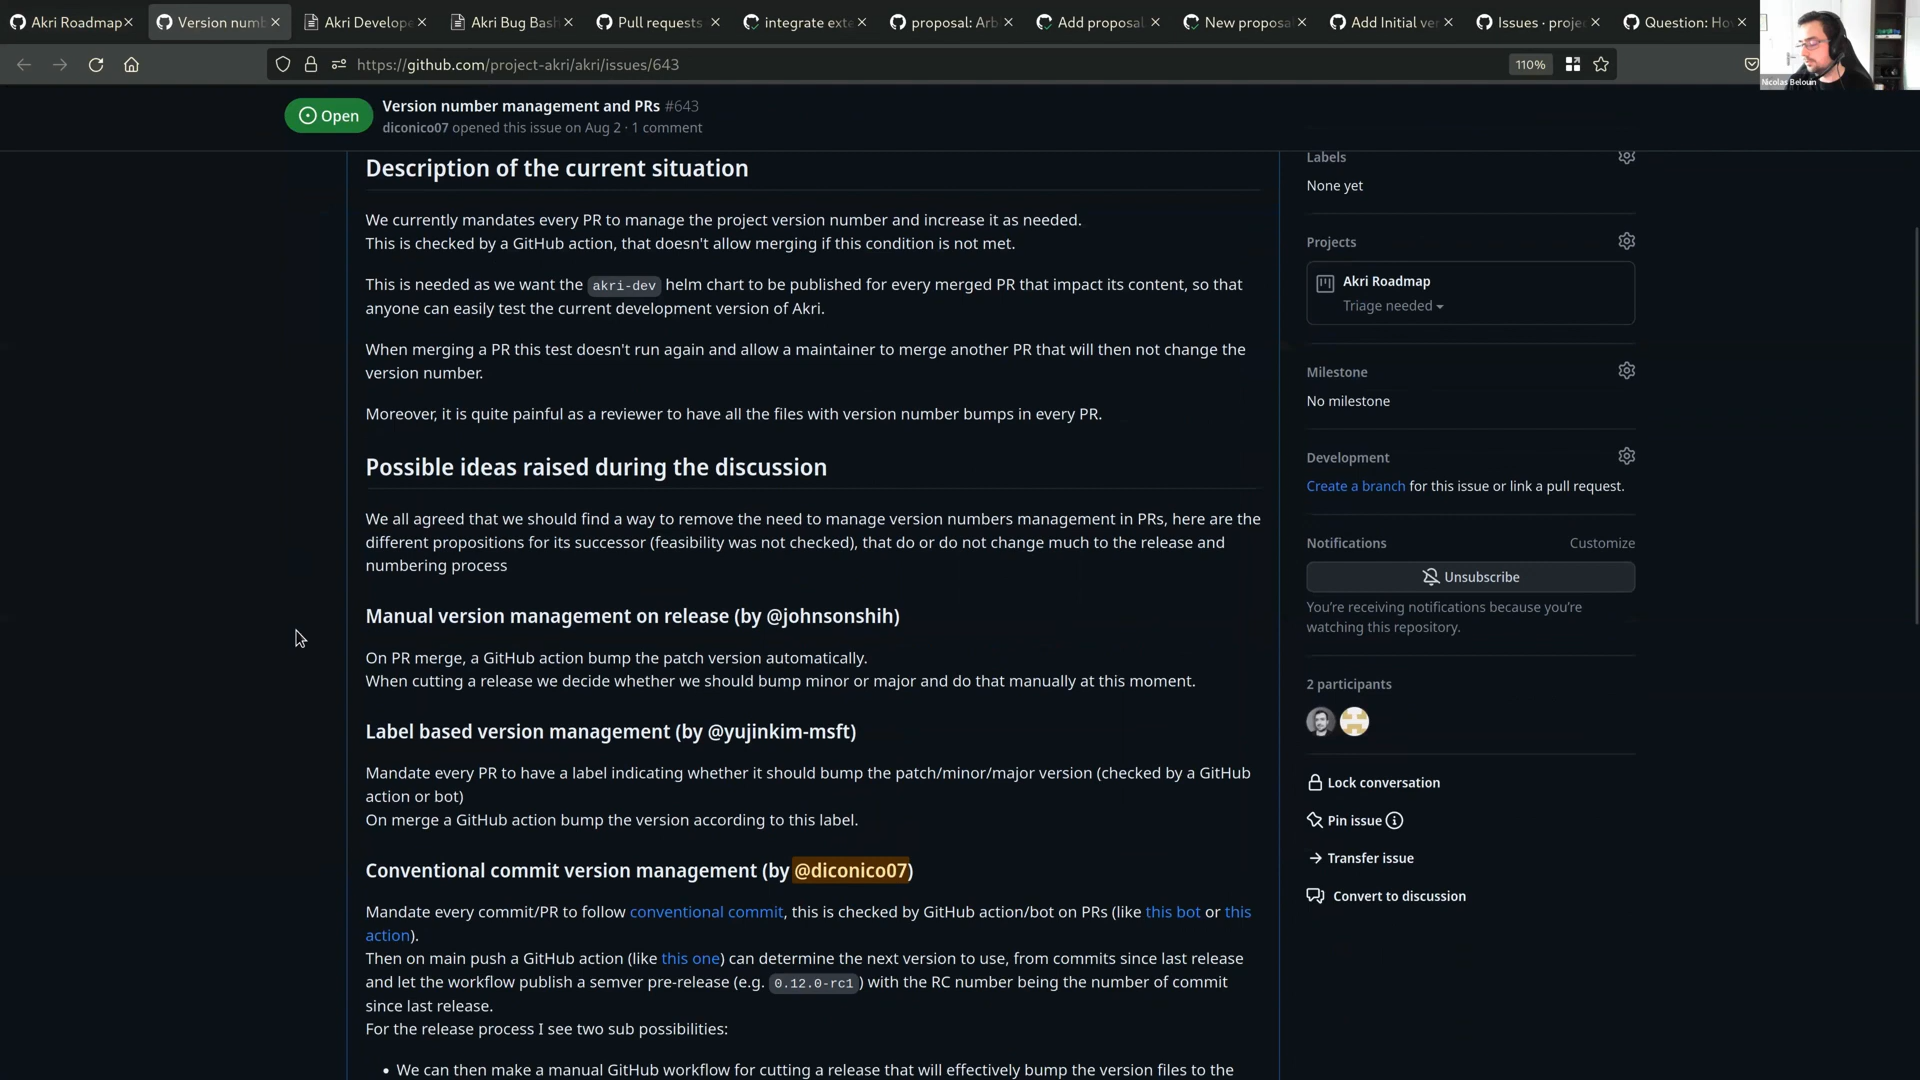 Akri Roadmap
Version num
Akri Develope
Akri Bug Bash
Pull requests
integrate exte
proposal: Arb
Add proposal
New proposa
Add Initial ver
Issues · proje
Question: Ho
https://github.com/project-akri/akri/issues/643
110%
Nicolas Belouin
Open
Version number management and PRs #643
diconico07 opened this issue on Aug 2 · 1 comment
Description of the current situation
We currently mandates every PR to manage the project version number and increase it as needed.
This is checked by a GitHub action, that doesn't allow merging if this condition is not met.
This is needed as we want the akri-dev helm chart to be published for every merged PR that impact its content, so that
anyone can easily test the current development version of Akri.
When merging a PR this test doesn't run again and allow a maintainer to merge another PR that will then not change the
version number.
Moreover, it is quite painful as a reviewer to have all the files with version number bumps in every PR.
Possible ideas raised during the discussion
We all agreed that we should find a way to remove the need to manage version numbers management in PRs, here are the
different propositions for its successor (feasibility was not checked), that do or do not change much to the release and
numbering process
Manual version management on release (by @johnsonshih)
On PR merge, a GitHub action bump the patch version automatically.
When cutting a release we decide whether we should bump minor or major and do that manually at this moment.
Label based version management (by @yujinkim-msft)
Mandate every PR to have a label indicating whether it should bump the patch/minor/major version (checked by a GitHub
action or bot)
On merge a GitHub action bump the version according to this label.
Conventional commit version management (by @diconico07)
Mandate every commit/PR to follow conventional commit, this is checked by GitHub action/bot on PRs (like this bot or this
action).
Then on main push a GitHub action (like this one) can determine the next version to use, from commits since last release
and let the workflow publish a semver pre-release (e.g. 0.12.0-rc1) with the RC number being the number of commit
since last release.
For the release process I see two sub possibilities:
• We can then make a manual GitHub workflow for cutting a release that will effectively bump the version files to the
Labels
None yet
Projects
Akri Roadmap
Triage needed
Milestone
No milestone
Development
Create a branch for this issue or link a pull request.
Notifications
Customize
Unsubscribe
You're receiving notifications because you're
watching this repository.
2 participants
Lock conversation
Pin issue
Transfer issue
Convert to discussion